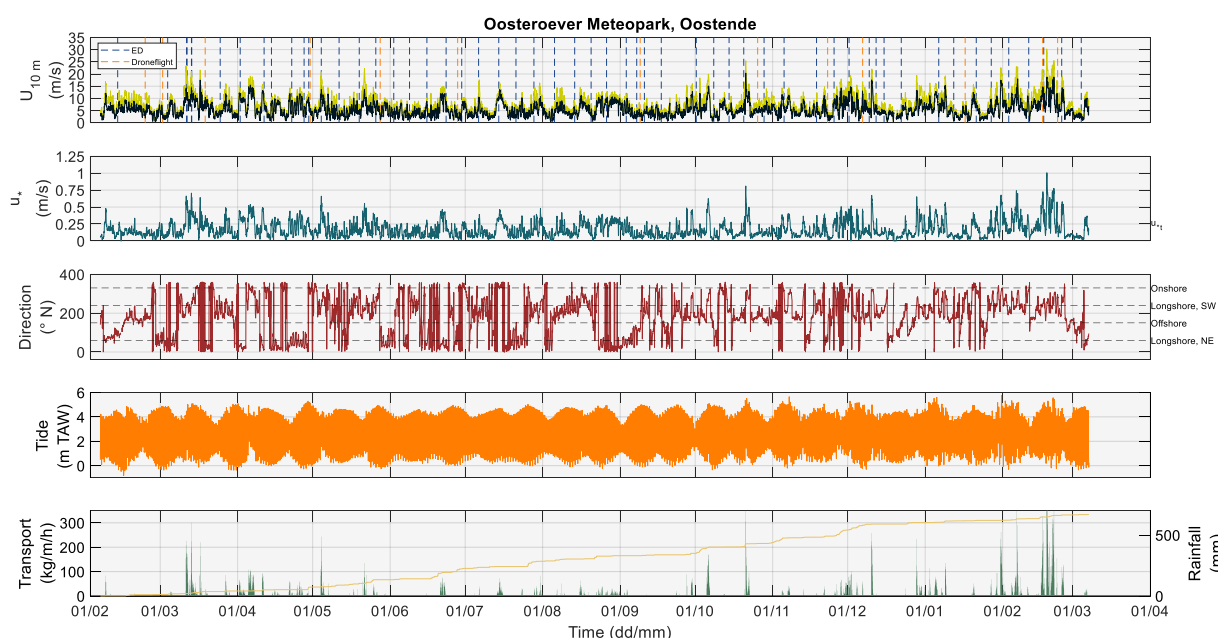 Oosteroever Meteopark, Oostende
U10 m
(m/s)
35
30
25
20
15
10
5
0
ED
Droneflight
u*
(m/s)
1.25
1
0.75
0.5
0.25
0
u*t
Direction
(° N)
400
200
0
Onshore
Longshore, SW
Offshore
Longshore, NE
Tide
(m TAW)
6
4
2
0
Transport
(kg/m/h)
300
200
100
0
500
0
Rainfall
(mm)
01/02 01/03 01/04 01/05 01/06 01/07 01/08 01/09 01/10 01/11 01/12 01/01 01/02 01/03 01/04
Time (dd/mm)